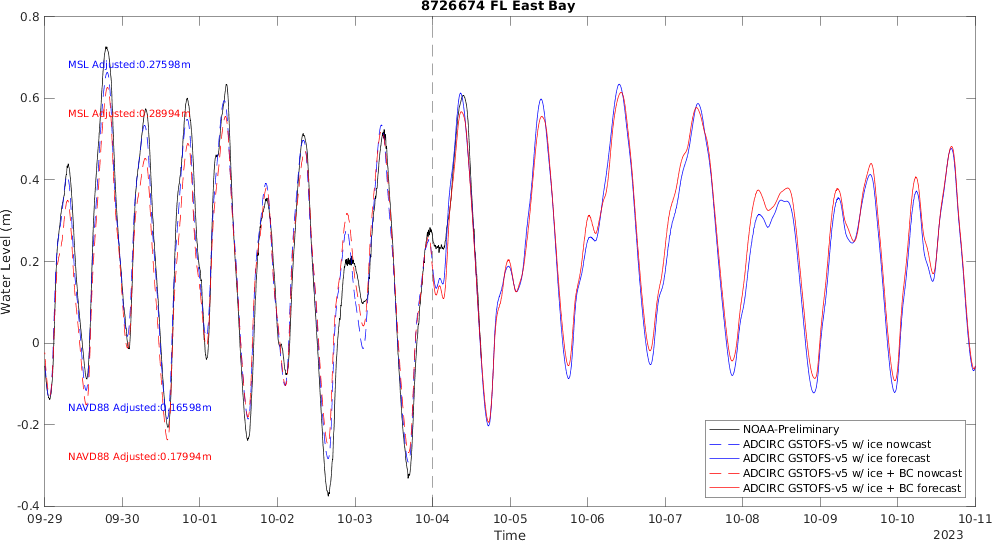 8726674 FL East Bay
0.8
MSL Adjusted:0.27598m
0.6
MSL Adjusted:0.28994m
0.4
0.2
Water Level (m)
0
NAVD88 Adjusted:0.16598m
-0.2
NAVD88 Adjusted:0.17994m
-0.4
NOAA-Preliminary
ADCIRC GSTOFS-v5 w/ ice nowcast
ADCIRC GSTOFS-v5 w/ ice forecast
ADCIRC GSTOFS-v5 w/ ice + BC nowcast
ADCIRC GSTOFS-v5 w/ ice + BC forecast
09-29 09-30 10-01 10-02 10-03 10-04 10-05 10-06 10-07 10-08 10-09 10-10 10-11
Time
2023